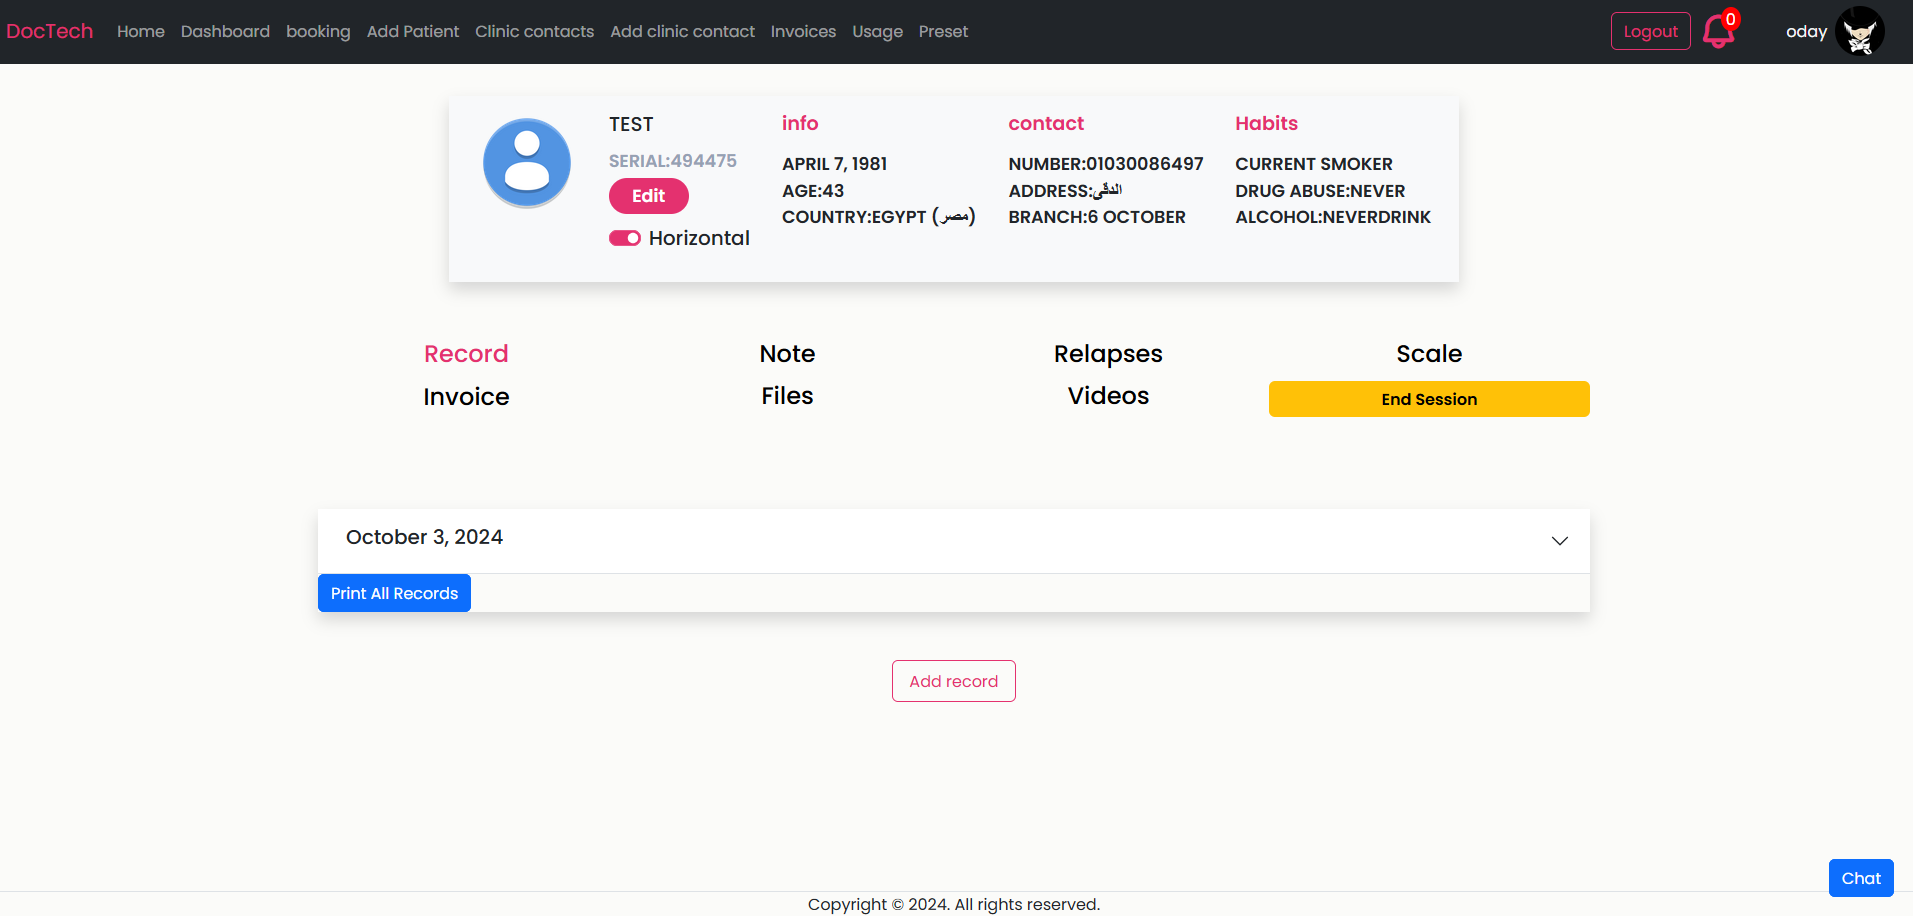 DocTech Home Dashboard booking Add Patient Clinic contacts Add clinic contact Invoices Usage Preset Logout 0 oday
TEST
SERIAL:494475
Edit
Horizontal
info
APRIL 7, 1981
AGE:43
COUNTRY:EGYPT (مصر)
contact
NUMBER:01030086497
ADDRESS:الدقى
BRANCH:6 OCTOBER
Habits
CURRENT SMOKER
DRUG ABUSE:NEVER
ALCOHOL:NEVERDRINK
Record Note Relapses Scale
Invoice Files Videos End Session
October 3, 2024
Print All Records
Add record
Chat
Copyright © 2024. All rights reserved.